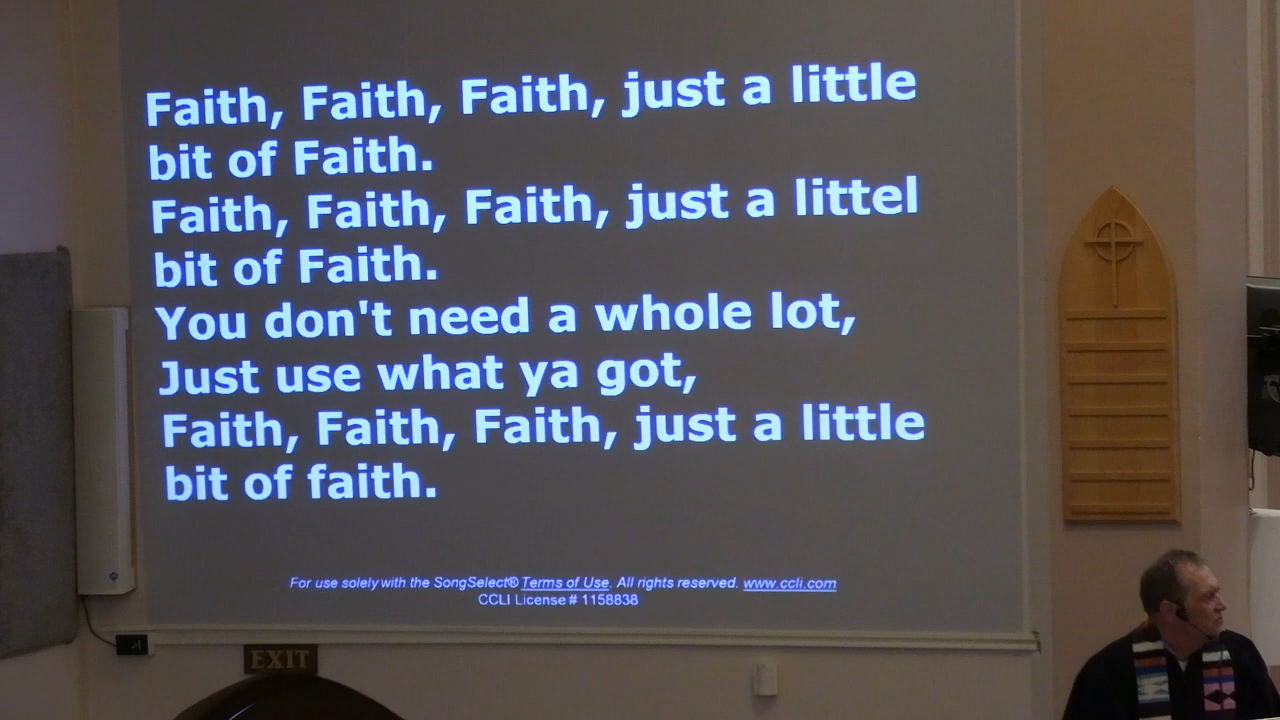 Faith, Faith, Faith, just a little
bit of Faith.
Faith, Faith, Faith, just a littel
bit of Faith.
You don't need a whole lot,
Just use what ya got,
Faith, Faith, Faith, just a little
bit of faith.
For use solely with the SongSelect® Terms of Use. All rights reserved. www.ccli.com
CCLI License # 1158838
EXIT